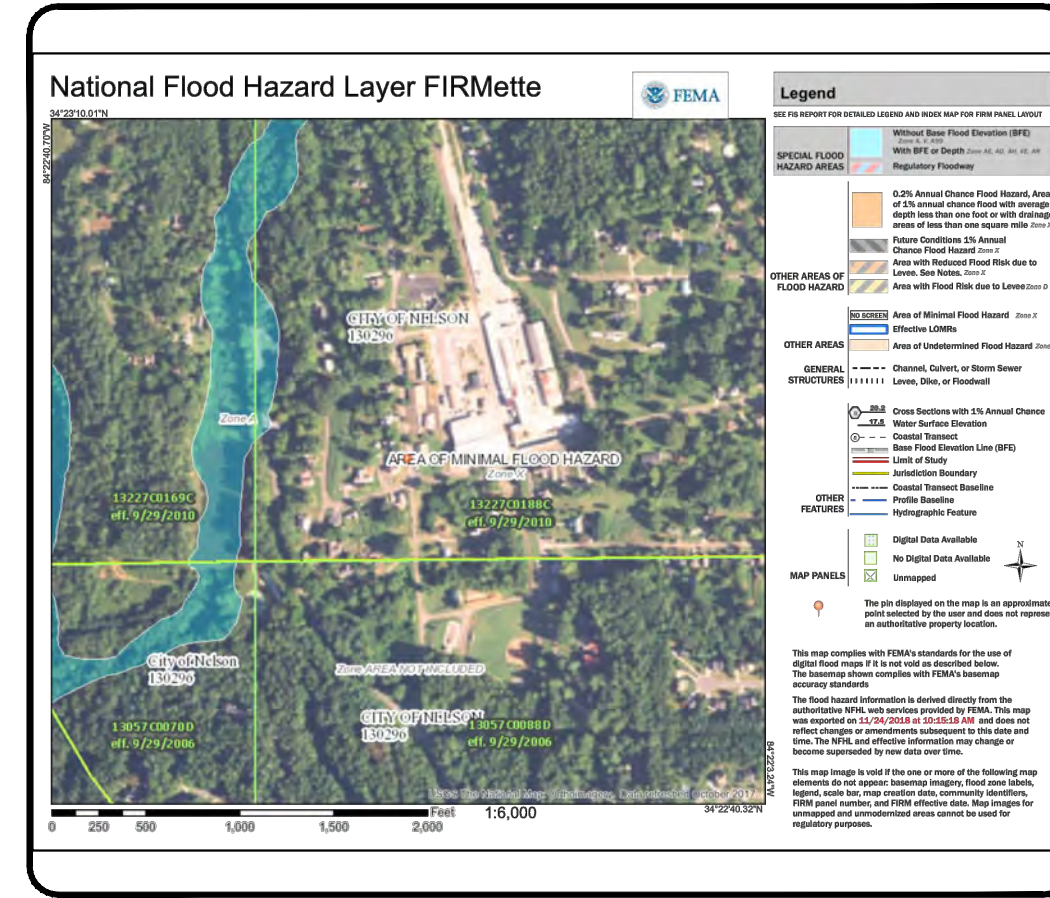 National Flood Hazard Layer FIRMette
FEMA
34°23'10.01"N
84°22'40.70"W
CITY OF NELSON
130296
Zone A
AREA OF MINIMAL FLOOD HAZARD
Zone X
13227C0169C
eff. 9/29/2010
13227C0188C
eff. 9/29/2010
City of Nelson
130296
Zone AREA NOT INCLUDED
CITY OF NELSON
130296
13057C0070D
eff. 9/29/2006
13057C0088D
eff. 9/29/2006
USGS The National Map: Orthoimagery. Data refreshed October 2017
84°22'3.24"W
34°22'40.32"N
Feet
1:6,000
0 250 500 1,000 1,500 2,000
Legend
SEE FIS REPORT FOR DETAILED LEGEND AND INDEX MAP FOR FIRM PANEL LAYOUT
SPECIAL FLOOD
HAZARD AREAS
Without Base Flood Elevation (BFE)
Zone A, V, A99
With BFE or Depth Zone AE, AO, AH, VE, AR
Regulatory Floodway
OTHER AREAS OF
FLOOD HAZARD
0.2% Annual Chance Flood Hazard, Area
of 1% annual chance flood with average
depth less than one foot or with drainag
areas of less than one square mile Zone
Future Conditions 1% Annual
Chance Flood Hazard Zone X
Area with Reduced Flood Risk due to
Levee. See Notes. Zone X
Area with Flood Risk due to Levee Zone D
OTHER AREAS
NO SCREEN Area of Minimal Flood Hazard Zone X
Effective LOMRs
Area of Undetermined Flood Hazard Zone
GENERAL
STRUCTURES
Channel, Culvert, or Storm Sewer
Levee, Dike, or Floodwall
OTHER
FEATURES
20.2
Cross Sections with 1% Annual Chance
17.5
Water Surface Elevation
Coastal Transect
Base Flood Elevation Line (BFE)
Limit of Study
Jurisdiction Boundary
Coastal Transect Baseline
Profile Baseline
Hydrographic Feature
MAP PANELS
Digital Data Available
No Digital Data Available
Unmapped
N
The pin displayed on the map is an approximate
point selected by the user and does not represe
an authoritative property location.
This map complies with FEMA's standards for the use of
digital flood maps if it is not void as described below.
The basemap shown complies with FEMA's basemap
accuracy standards
The flood hazard information is derived directly from the
authoritative NFHL web services provided by FEMA. This map
was exported on 11/24/2018 at 10:15:18 AM and does not
reflect changes or amendments subsequent to this date and
time. The NFHL and effective information may change or
become superseded by new data over time.
This map image is void if the one or more of the following map
elements do not appear: basemap imagery, flood zone labels,
legend, scale bar, map creation date, community identifiers,
FIRM panel number, and FIRM effective date. Map images for
unmapped and unmodernized areas cannot be used for
regulatory purposes.